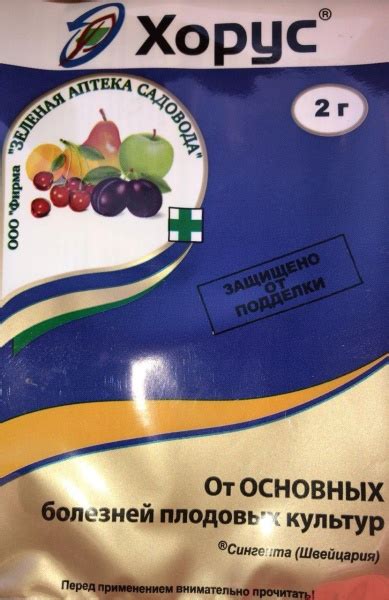 Хорус®
2 г
ООО "Фирма "ЗЕЛЕНАЯ АПТЕКА САДОВОДА"
ЗАЩИЩЕНО
ОТ
ПОДДЕЛКИ
От ОСНОВНЫХ
болезней плодовых культур
®Сингента (Швейцария)
Перед применением внимательно прочитать!